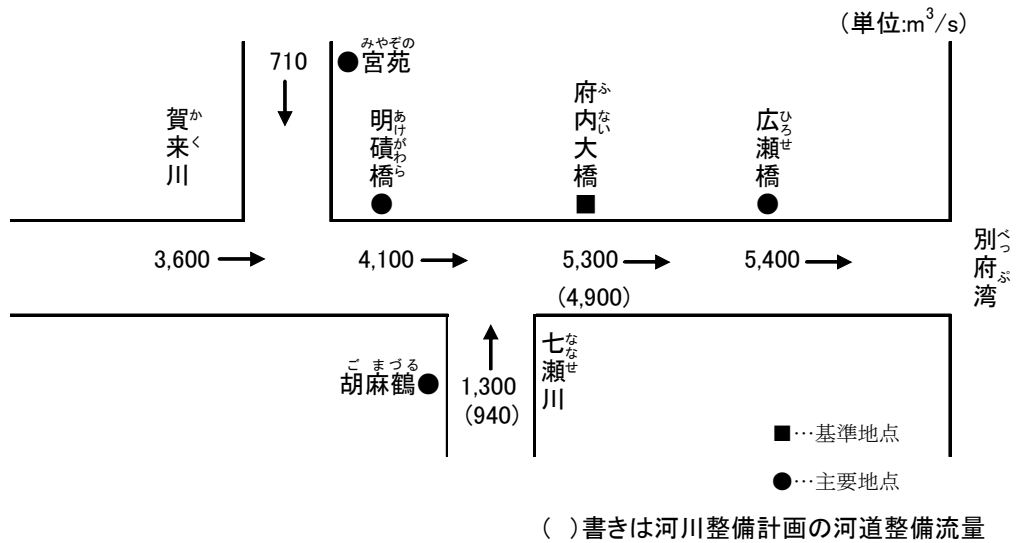 (単位:m³/s)
710
みやぞの
宮苑
賀来川
かく
明磧橋
あけがわら
府内大橋
ふない
広瀬橋
ひろせ
3,600
4,100
5,300
(4,900)
5,400
別府湾
べっぷ
ごまづる
胡麻鶴
1,300
(940)
七瀬川
ななせ
■…基準地点
●…主要地点
( )書きは河川整備計画の河道整備流量